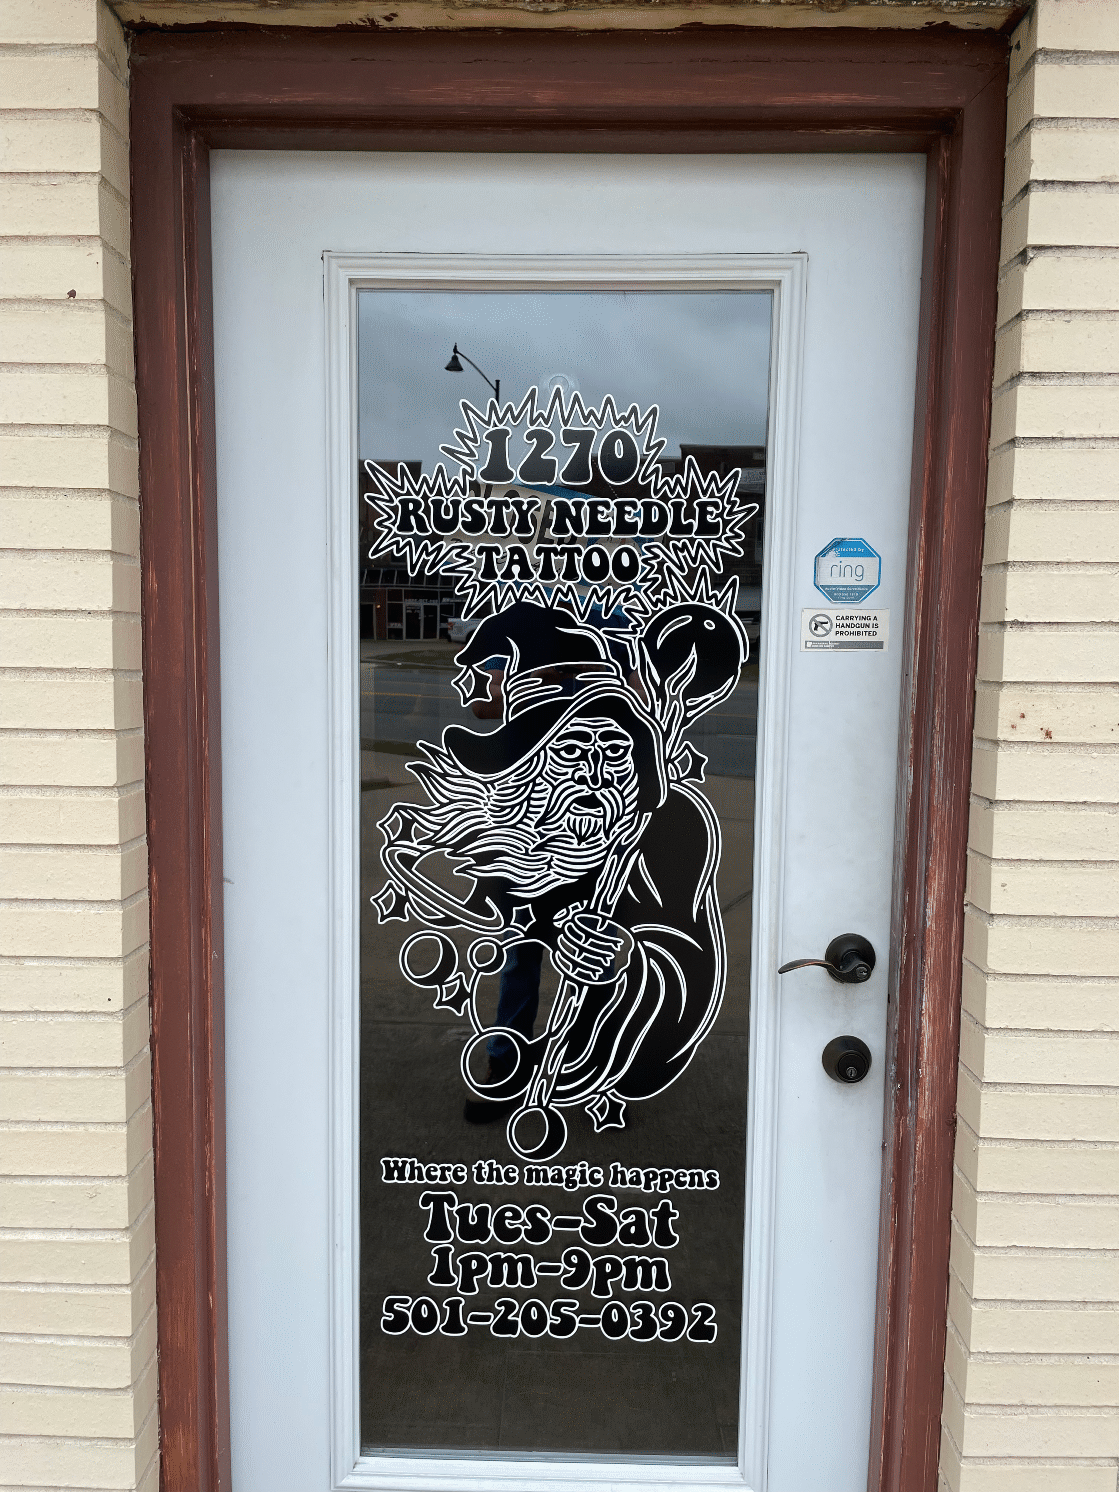 1270
RUSTY NEEDLE
TATTOO
ring
CARRYING A
HANDGUN IS
PROHIBITED
Where the magic happens
Tues-Sat
1pm-9pm
501-205-0392